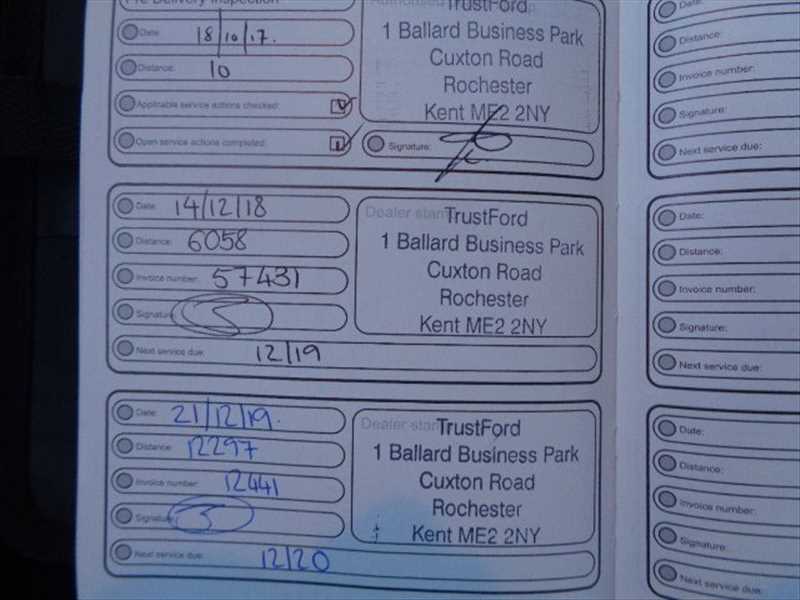 Pre Delivery Inspection
Date: 18/10/17.
Distance: 10
Applicable service actions checked:
Open service actions completed:
TrustFord
1 Ballard Business Park
Cuxton Road
Rochester
Kent ME2 2NY
Signature:
Date: 14/12/18
Distance: 6058
Invoice number: 57431
Signature:
Next service due: 12/19
Dealer stamp
TrustFord
1 Ballard Business Park
Cuxton Road
Rochester
Kent ME2 2NY
Date: 21/12/19.
Distance: 12297
Invoice number: 12441
Signature:
Next service due: 12/20
Dealer stamp
TrustFord
1 Ballard Business Park
Cuxton Road
Rochester
Kent ME2 2NY
Date:
Distance:
Invoice number:
Signature:
Next service due:
Date:
Distance:
Invoice number:
Signature:
Next service due:
Date:
Distance:
Invoice number:
Signature:
Next service due: